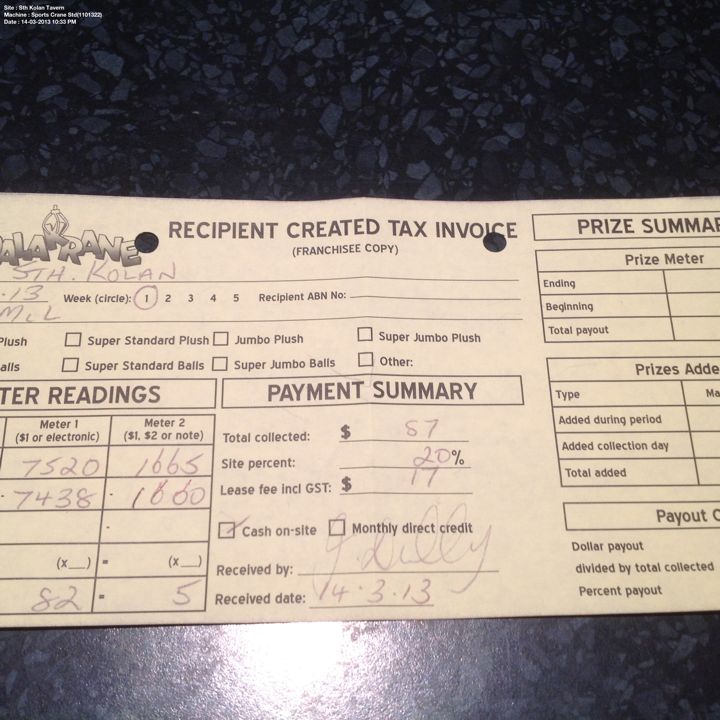 Site : Sth Kolan Tavern
Machine : Sports Crane Std(1101322)
Date : 14-03-2013 10:33 PM
RECIPIENT CREATED TAX INVOICE
(FRANCHISEE COPY)
STH. KOLAN
.13 Week (circle): 1 2 3 4 5 Recipient ABN No:
McL
Plush Super Standard Plush Jumbo Plush Super Jumbo Plush
alls Super Standard Balls Super Jumbo Balls Other:
TER READINGS
Meter 1 Meter 2
($1 or electronic) ($1, $2 or note)
7520 1665
- 7438 - 1660
-
(x__) = (x__)
82 = 5
PAYMENT SUMMARY
Total collected: $ 87
Site percent: 20%
Lease fee incl GST: $ 17
Cash on-site Monthly direct credit
Received by:
Received date: 14.3.13
PRIZE SUMMAR
Prize Meter
Ending
Beginning
Total payout
Prizes Adde
Type Ma
Added during period
Added collection day
Total added
Payout C
Dollar payout
divided by total collected
Percent payout